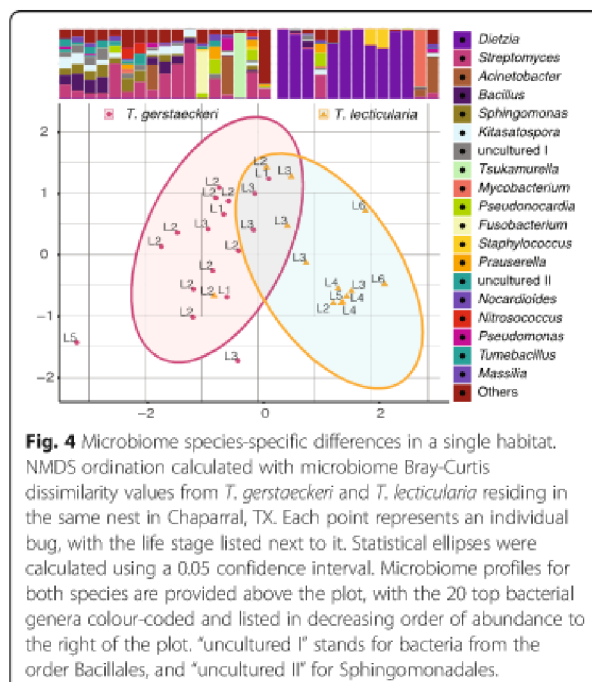 Dietzia
Streptomyces
Acinetobacter
Bacillus
Sphingomonas
Kitasatospora
uncultured I
Tsukamurella
Mycobacterium
Pseudonocardia
Fusobacterium
Staphylococcus
Prauserella
uncultured II
Nocardioides
Nitrosococcus
Pseudomonas
Tumebacillus
Massilia
Others
T. gerstaeckeri
T. lecticularia
2
1
0
−1
−2
L2
L1
L3
L2
L2 L2
L3
L6
L1
L2
L3
L3
L3
L2
L2
L3
L2
L4
L3
L6
L2
L2
L1
L5
L4
L2
L4
L2
L5
L3
−2
0
2
Fig. 4 Microbiome species-specific differences in a single habitat.
NMDS ordination calculated with microbiome Bray-Curtis
dissimilarity values from T. gerstaeckeri and T. lecticularia residing in
the same nest in Chaparral, TX. Each point represents an individual
bug, with the life stage listed next to it. Statistical ellipses were
calculated using a 0.05 confidence interval. Microbiome profiles for
both species are provided above the plot, with the 20 top bacterial
genera colour-coded and listed in decreasing order of abundance to
the right of the plot. “uncultured I” stands for bacteria from the
order Bacillales, and “uncultured II” for Sphingomonadales.